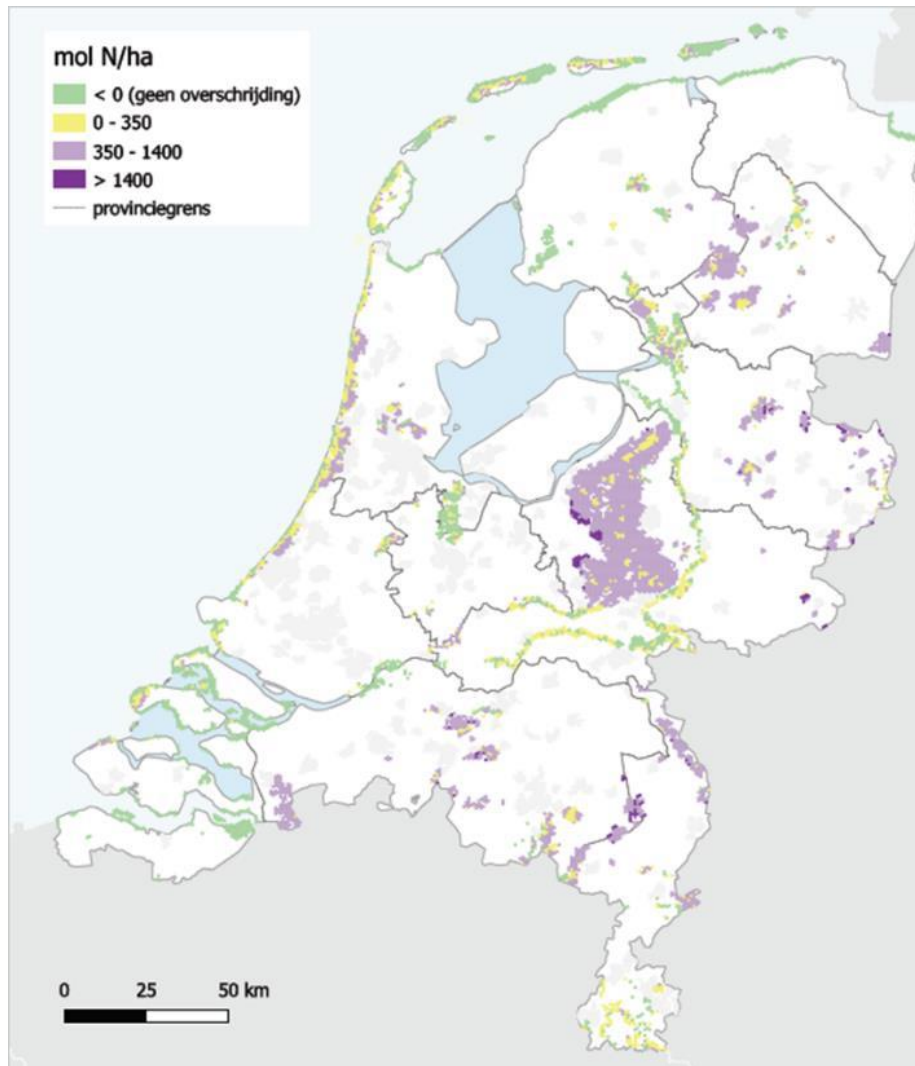 mol N/ha
< 0 (geen overschrijding)
0 - 350
350 - 1400
> 1400
provinciegrens
0 25 50 km